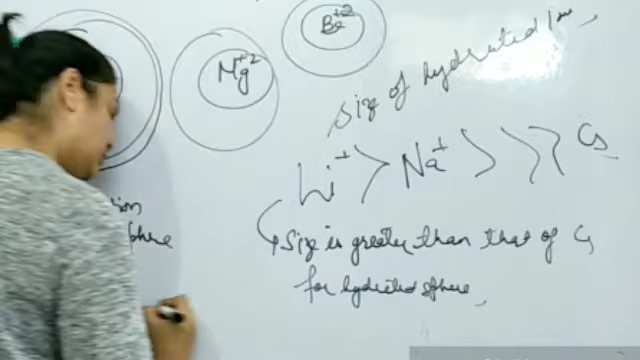 Be+2
Mg+2
Size of hydrated
Li+ > Na+ > > > Cs
Size is greater than that of Cs
for hydrated sphere